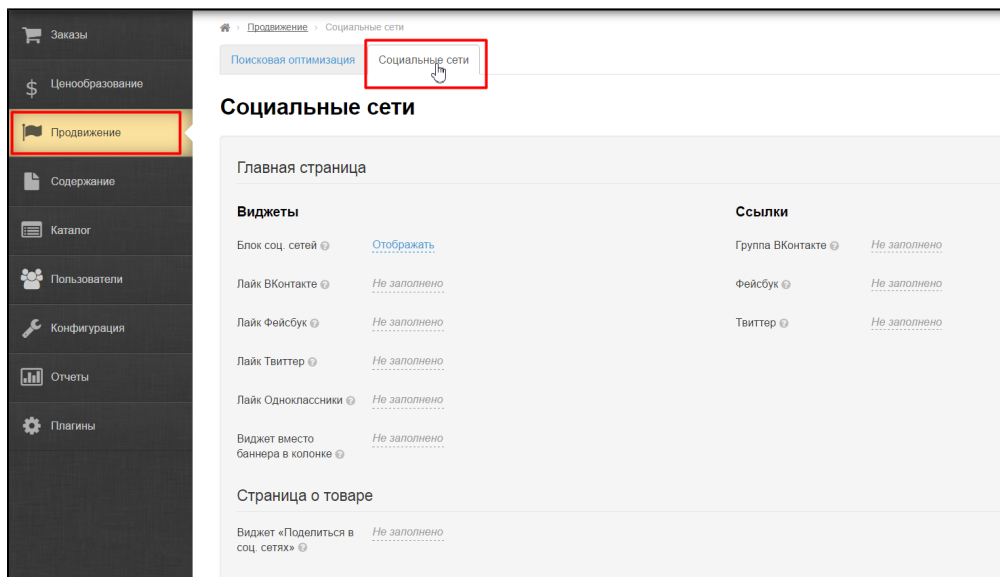 Заказы
Ценообразование
Продвижение
Содержание
Каталог
Пользователи
Конфигурация
Отчеты
Плагины
Продвижение › Социальные сети
Поисковая оптимизация
Социальные сети
Социальные сети
Главная страница
Виджеты
Блок соц. сетей ? Отображать
Лайк ВКонтакте ? Не заполнено
Лайк Фейсбук ? Не заполнено
Лайк Твиттер ? Не заполнено
Лайк Одноклассники ? Не заполнено
Виджет вместо Не заполнено
баннера в колонке ?
Ссылки
Группа ВКонтакте ? Не заполнено
Фейсбук ? Не заполнено
Твиттер ? Не заполнено
Страница о товаре
Виджет «Поделиться в Не заполнено
соц. сетях» ?